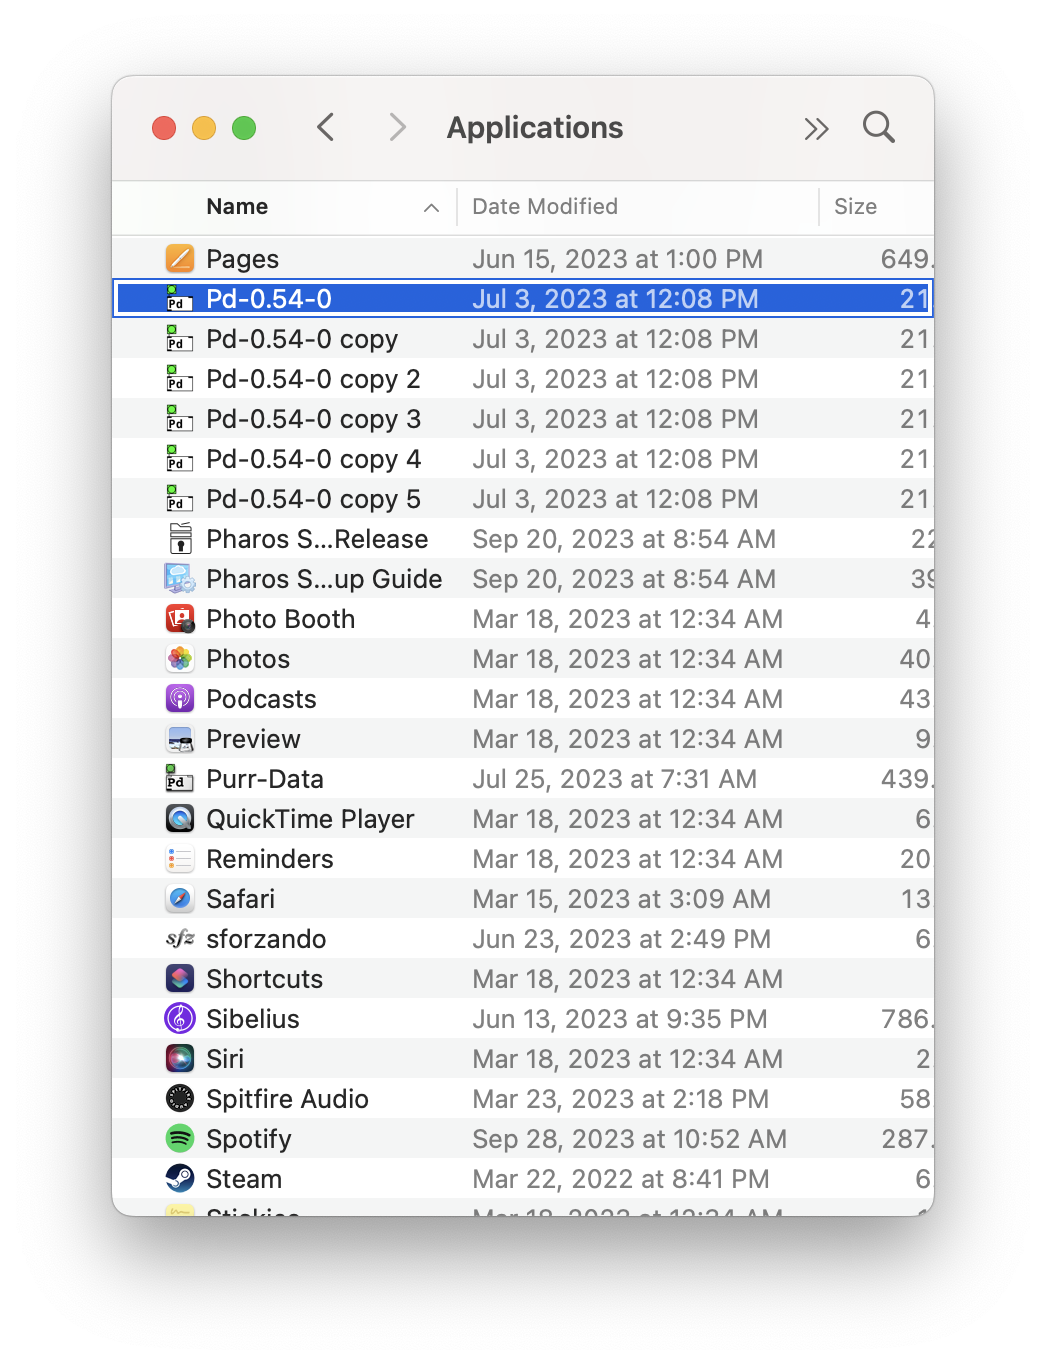 Applications
Name Date Modified Size
Pages Jun 15, 2023 at 1:00 PM 649.
Pd-0.54-0 Jul 3, 2023 at 12:08 PM 21
Pd-0.54-0 copy Jul 3, 2023 at 12:08 PM 21.
Pd-0.54-0 copy 2 Jul 3, 2023 at 12:08 PM 21.
Pd-0.54-0 copy 3 Jul 3, 2023 at 12:08 PM 21.
Pd-0.54-0 copy 4 Jul 3, 2023 at 12:08 PM 21.
Pd-0.54-0 copy 5 Jul 3, 2023 at 12:08 PM 21.
Pharos S...Release Sep 20, 2023 at 8:54 AM 22
Pharos S...up Guide Sep 20, 2023 at 8:54 AM 39
Photo Booth Mar 18, 2023 at 12:34 AM 4.
Photos Mar 18, 2023 at 12:34 AM 40.
Podcasts Mar 18, 2023 at 12:34 AM 43.
Preview Mar 18, 2023 at 12:34 AM 9.
Purr-Data Jul 25, 2023 at 7:31 AM 439.
QuickTime Player Mar 18, 2023 at 12:34 AM 6.
Reminders Mar 18, 2023 at 12:34 AM 20.
Safari Mar 15, 2023 at 3:09 AM 13.
sfz sforzando Jun 23, 2023 at 2:49 PM 6.
Shortcuts Mar 18, 2023 at 12:34 AM
Sibelius Jun 13, 2023 at 9:35 PM 786.
Siri Mar 18, 2023 at 12:34 AM 2.
Spitfire Audio Mar 23, 2023 at 2:18 PM 58.
Spotify Sep 28, 2023 at 10:52 AM 287.
Steam Mar 22, 2022 at 8:41 PM 6.
Stickies Mar 18, 2023 at 12:34 AM